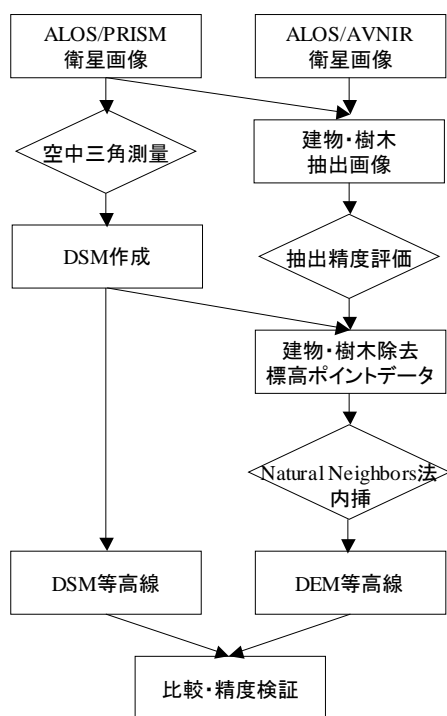 ALOS/PRISM
衛星画像
ALOS/AVNIR
衛星画像
空中三角測量
建物・樹木
抽出画像
DSM作成
抽出精度評価
建物・樹木除去
標高ポイントデータ
Natural Neighbors法
内挿
DSM等高線
DEM等高線
比較・精度検証